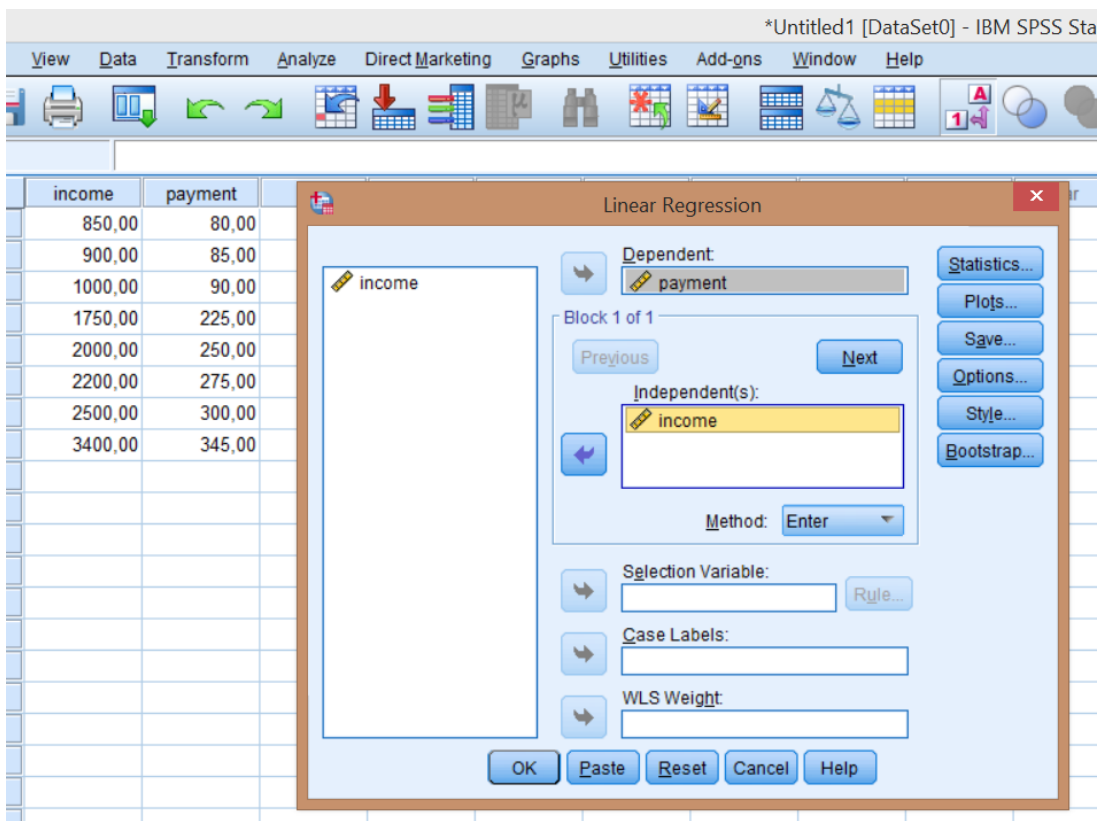 *Untitled1 [DataSet0] - IBM SPSS Sta
View Data Transform Analyze Direct Marketing Graphs Utilities Add-ons Window Help
income payment
850,00 80,00
900,00 85,00
1000,00 90,00
1750,00 225,00
2000,00 250,00
2200,00 275,00
2500,00 300,00
3400,00 345,00
Linear Regression
income
Dependent:
payment
Block 1 of 1
Previous Next
Independent(s):
income
Method: Enter
Selection Variable:
Rule...
Case Labels:
WLS Weight:
Statistics...
Plots...
Save...
Options...
Style...
Bootstrap...
OK Paste Reset Cancel Help